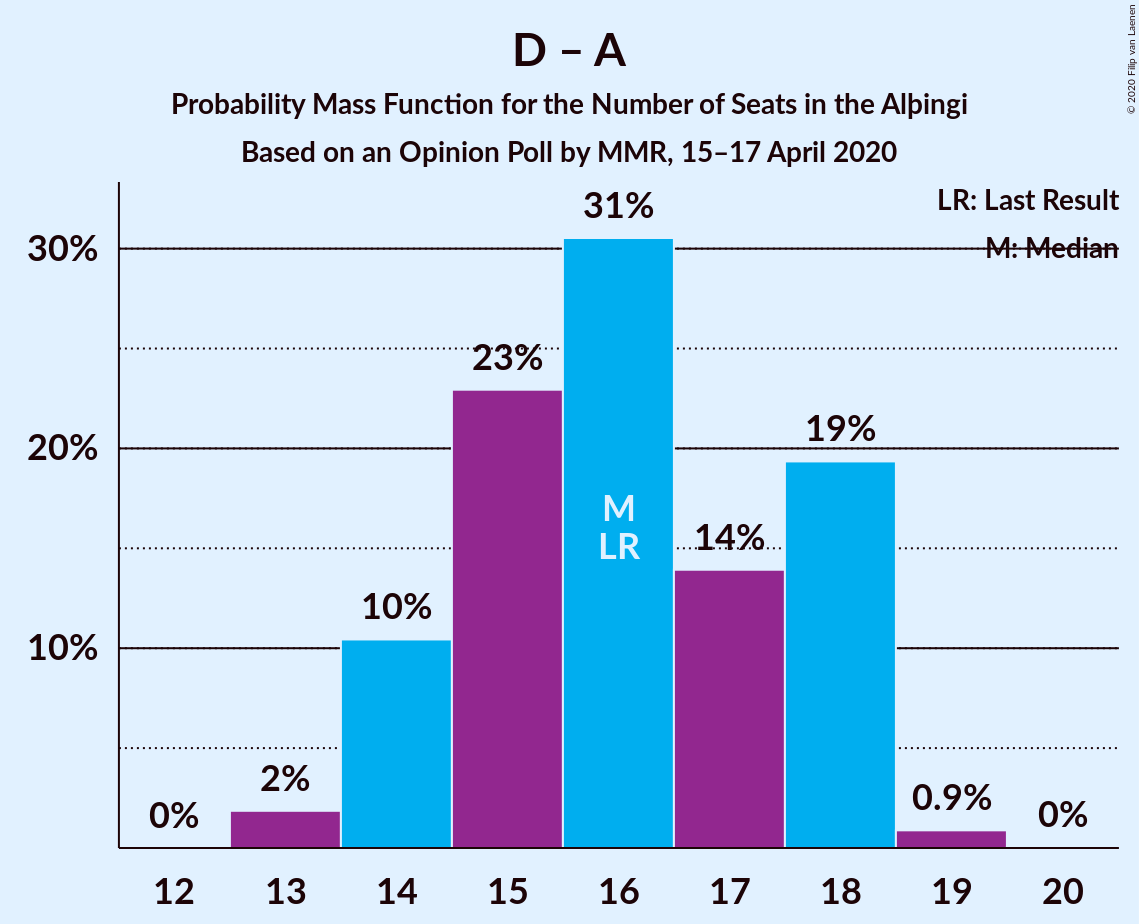 D – A
Probability Mass Function for the Number of Seats in the Alþingi
Based on an Opinion Poll by MMR, 15–17 April 2020
© 2020 Filip van Laenen
LR: Last Result
M: Median
30%
20%
10%
0%
2%
10%
23%
31%
14%
19%
0.9%
0%
M
LR
12 13 14 15 16 17 18 19 20